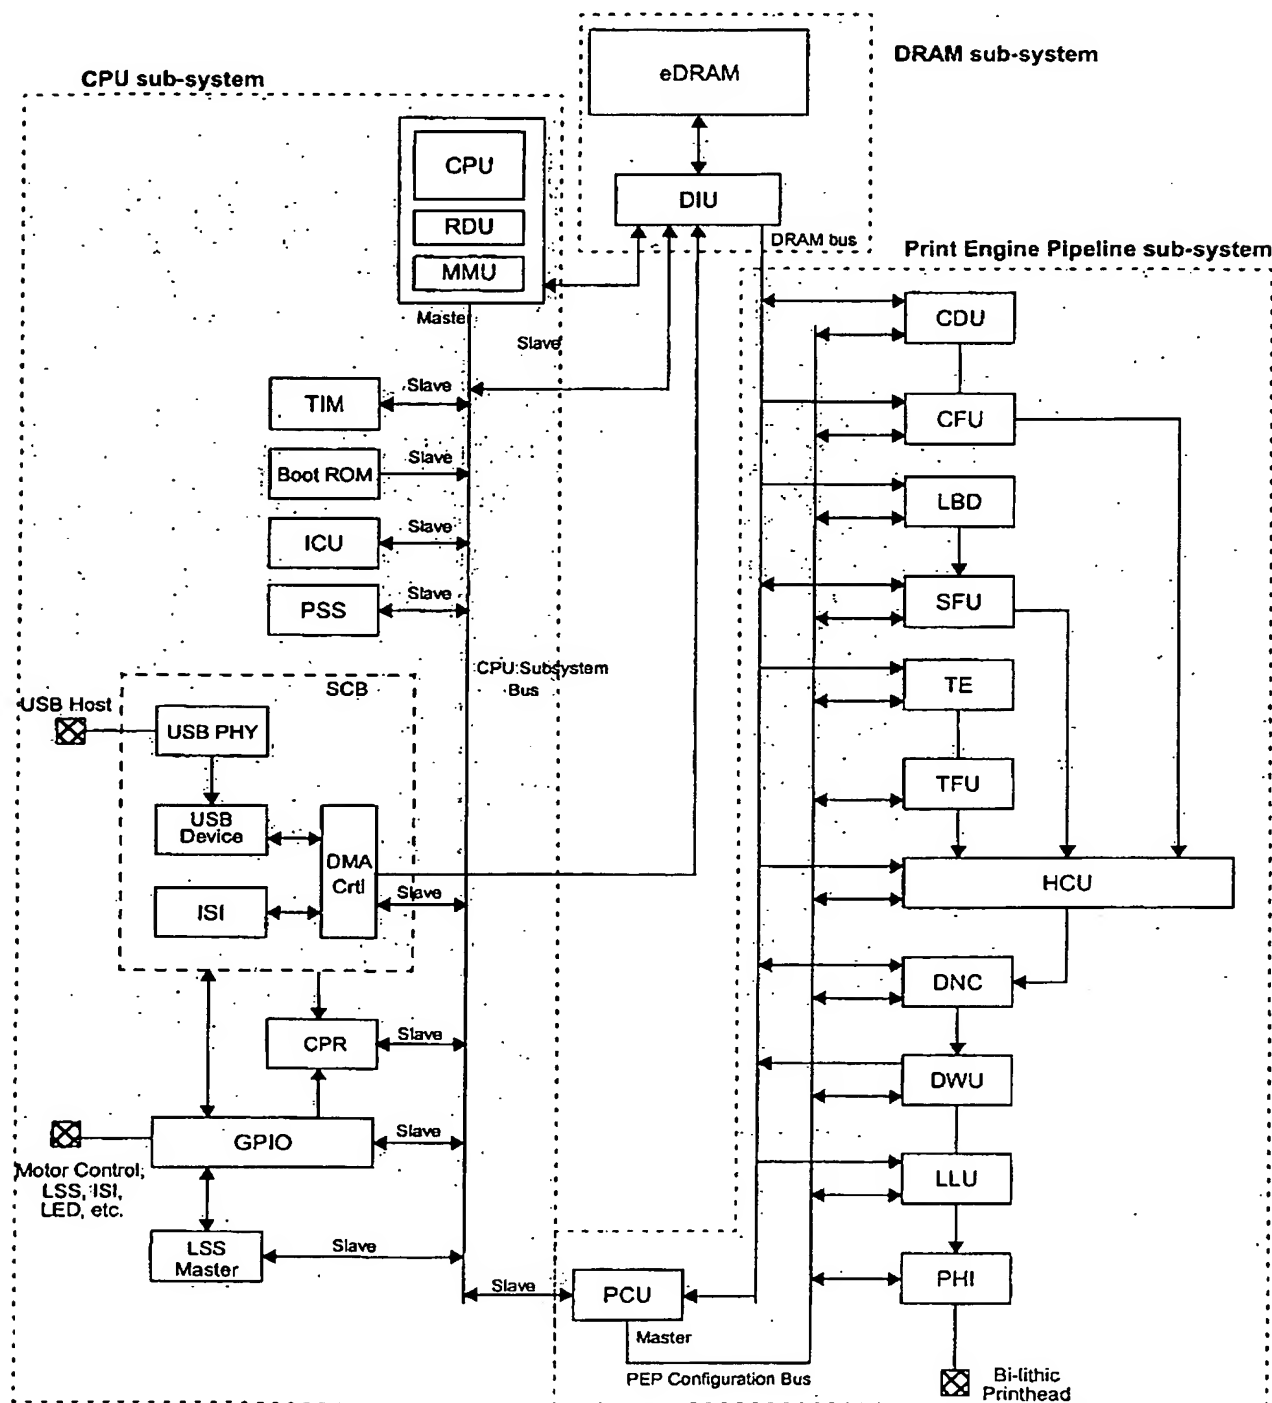 DRAM sub-system
CPU sub-system
eDRAM
CPU
RDU
MMU
DIU
DRAM bus
Print Engine Pipeline sub-system
Master
Slave
CDU
TIM
Slave
CFU
Boot ROM
Slave
LBD
ICU
Slave
PSS
Slave
SFU
CPU Subsystem
Bus
TE
SCB
USB Host
USB PHY
TFU
USB
Device
DMA
Crtl
Slave
HCU
ISI
DNC
CPR
Slave
DWU
GPIO
Slave
Motor Control,
LSS, ISI,
LED, etc.
LLU
LSS
Master
Slave
PHI
Slave
PCU
Master
PEP Configuration Bus
Bi-lithic
Printhead